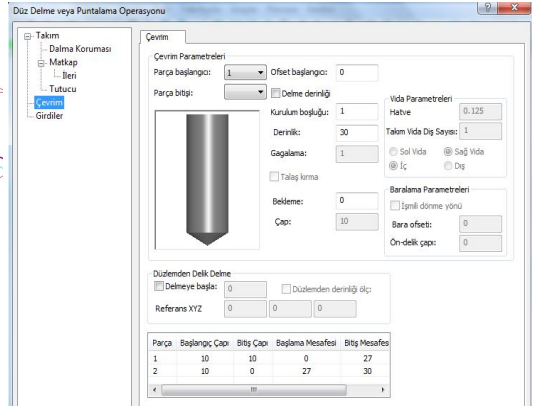 Düz Delme veya Puntalama Operasyonu
Takım
Dalma Koruması
Matkap
İleri
Tutucu
Çevrim
Girdiler
Çevrim
Çevrim Parametreleri
Parça başlangıcı: 1 Ofset başlangıcı: 0
Parça bitişi: Delme derinliği
Kurulum boşluğu: 1
Derinlik: 30
Gagalama: 1
Talaş kırma
Bekleme: 0
Çap: 10
Vida Parametreleri
Hatve 0.125
Takım Vida Diş Sayısı: 1
Sol Vida Sağ Vida
İç Dış
Baralama Parametreleri
İşmili dönme yönü
Bara ofseti: 0
Ön-delik çapı: 0
Düzlemden Delik Delme
Delmeye başla: 0 Düzlemden derinliği ölç:
Referans XYZ 0 0 0
Parça Başlangıç Çapı Bitiş Çapı Başlama Mesafesi Bitiş Mesafes
1 10 10 0 27
2 10 0 27 30